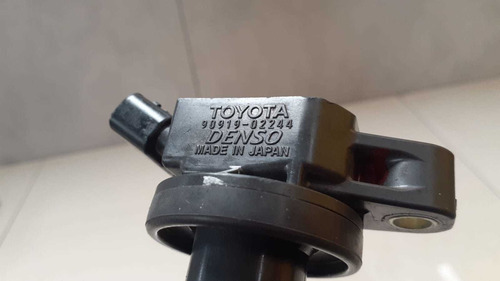 TOYOTA
90919-02244
DENSO
MADE IN JAPAN